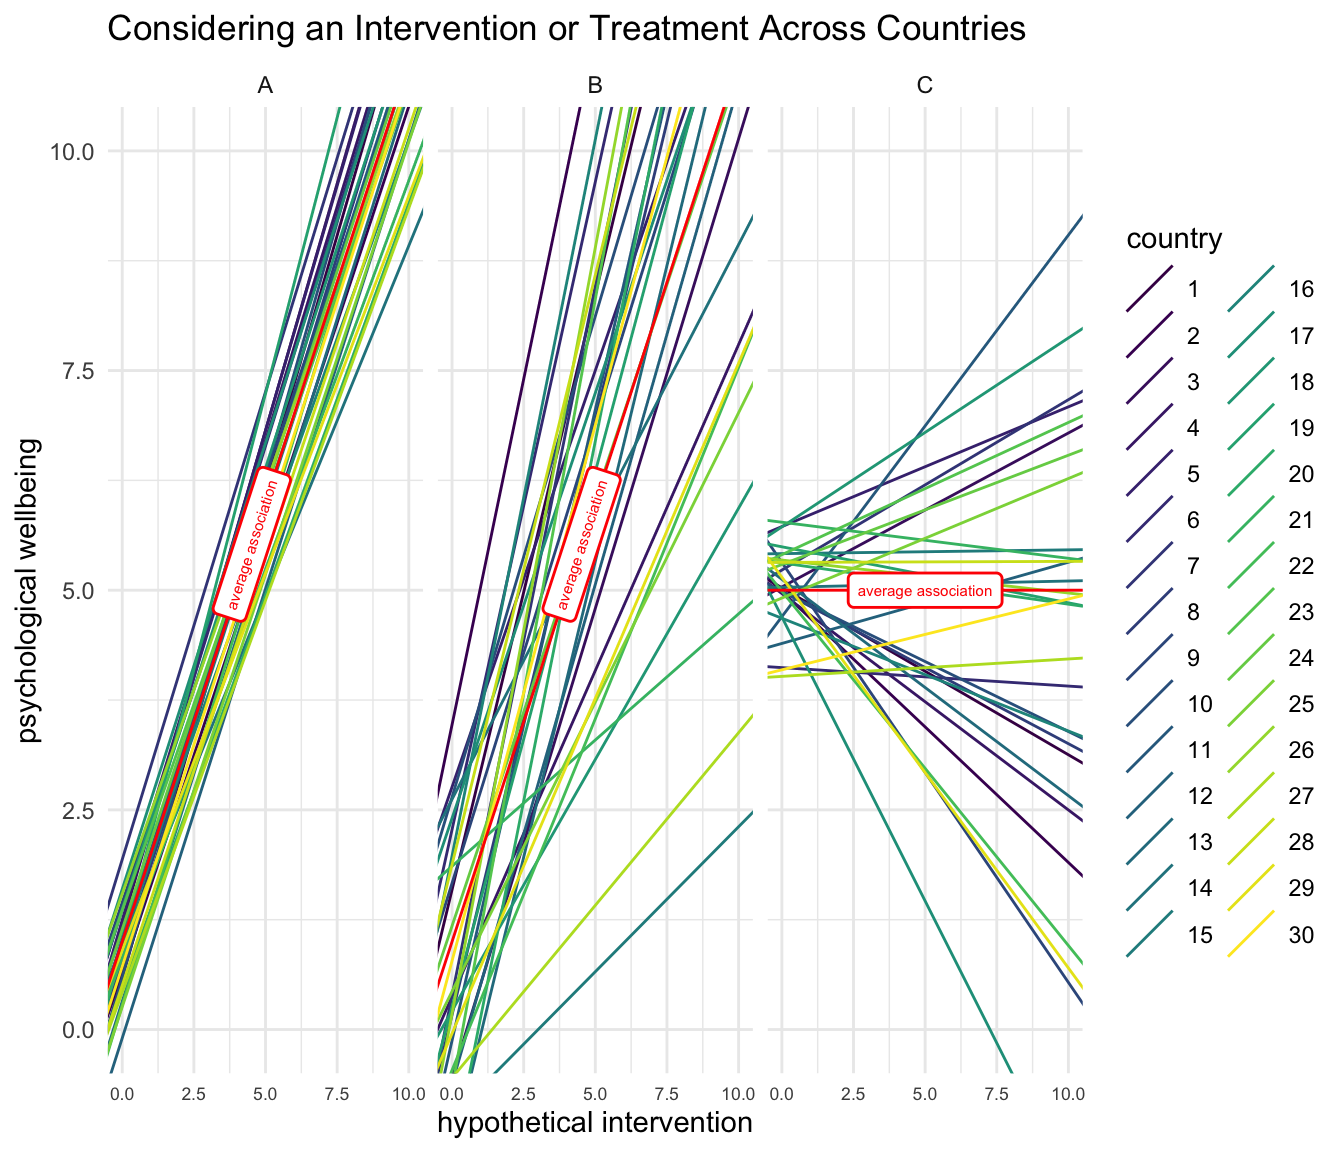 Considering an Intervention or Treatment Across Countries
A B C
10.0
7.5
5.0
2.5
0.0
psychological wellbeing
average association
average association
average association
0.0 2.5 5.0 7.5 10.0 0.0 2.5 5.0 7.5 10.0 0.0 2.5 5.0 7.5 10.0
hypothetical intervention
country
1 16
2 17
3 18
4 19
5 20
6 21
7 22
8 23
9 24
10 25
11 26
12 27
13 28
14 29
15 30